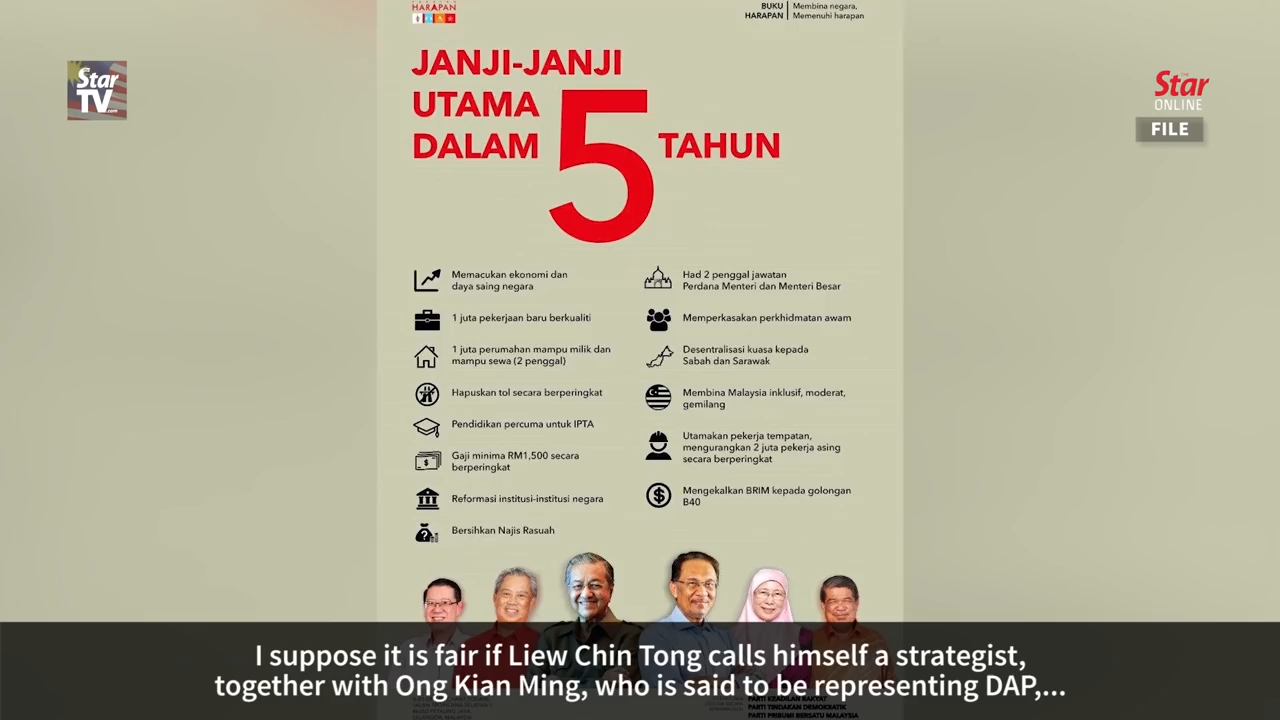 HARAPAN
BUKU
HARAPAN
Membina negara,
Memenuhi harapan
Star
TV.com
THE
Star
ONLINE
FILE
JANJI-JANJI
UTAMA
DALAM 5 TAHUN
Memacukan ekonomi dan
daya saing negara
1 juta pekerjaan baru berkualiti
1 juta perumahan mampu milik dan
mampu sewa (2 penggal)
Hapuskan tol secara berperingkat
Pendidikan percuma untuk IPTA
Gaji minima RM1,500 secara
berperingkat
Reformasi institusi-institusi negara
Bersihkan Najis Rasuah
Had 2 penggal jawatan
Perdana Menteri dan Menteri Besar
Memperkasakan perkhidmatan awam
Desentralisasi kuasa kepada
Sabah dan Sarawak
Membina Malaysia inklusif, moderat,
gemilang
Utamakan pekerja tempatan,
mengurangkan 2 juta pekerja asing
secara berperingkat
Mengekalkan BRIM kepada golongan
B40
I suppose it is fair if Liew Chin Tong calls himself a strategist,
together with Ong Kian Ming, who is said to be representing DAP,...
PARTI KEADILAN RAKYAT
PARTI TINDAKAN DEMOKRATIK
PARTI PRIBUMI BERSATU MALAYSIA